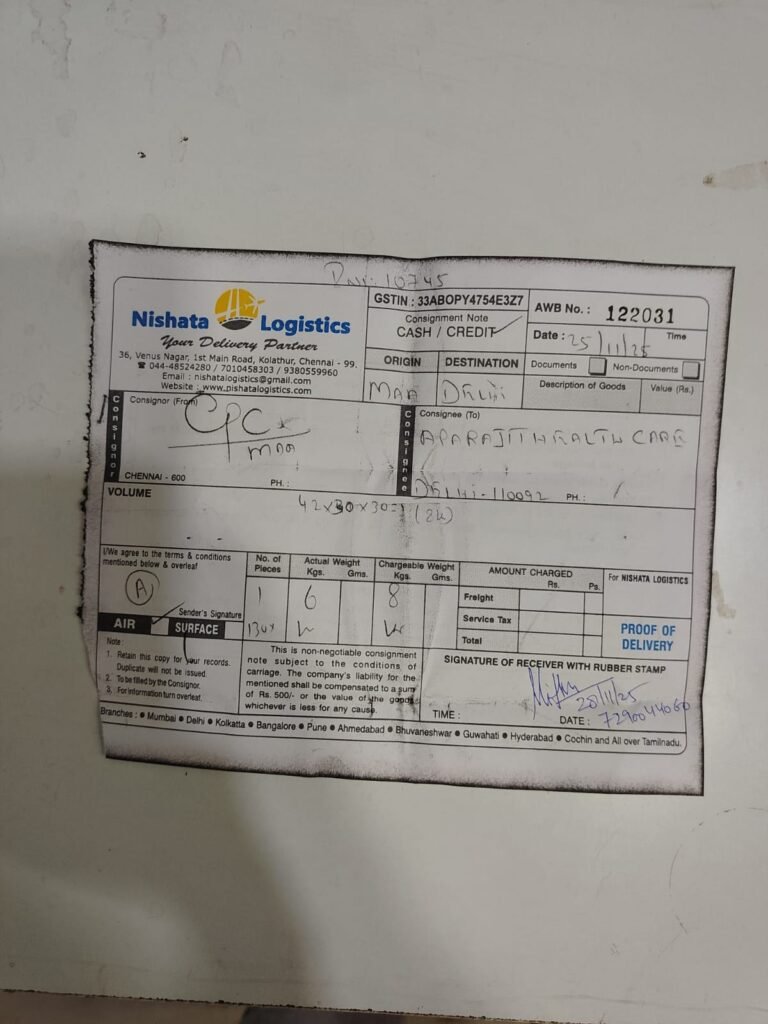 10745
Nishata Logistics
Your Delivery Partner
36, Venus Nagar, 1st Main Road, Kolathur, Chennai - 99.
☎ 044-48524280 / 7010458303 / 9380559960
Email : nishatalogistics@gmail.com
Website : www.nishatalogistics.com
GSTIN : 33ABOPY4754E3Z7
Consignment Note
CASH / CREDIT
AWB No. : 122031
Date : 25/11/25 Time
ORIGIN DESTINATION
MAA DELHI
Documents Non-Documents
Description of Goods Value (Rs.)
Consignor
Consignor (From)
CPC
MAA
CHENNAI - 600 PH. :
Consignee
Consignee (To)
APARAJIT HEALTH CARE
DELHI-110092 PH. :
VOLUME
42x30x30=1 (8k)
I/We agree to the terms & conditions
mentioned below & overleaf
A
Sender's Signature
AIR SURFACE
No. of Pieces Actual Weight Kgs. Gms. Chargeable Weight Kgs. Gms.
1 6 8
Box
AMOUNT CHARGED
Rs. Ps.
Freight
Service Tax
Total
For NISHATA LOGISTICS
PROOF OF
DELIVERY
Note :
1. Retain this copy for your records.
Duplicate will not be issued.
2. To be filled by the Consignor.
3. For information turn overleaf.
This is non-negotiable consignment
note subject to the conditions of
carriage. The company's liability for the
mentioned shall be compensated to a sum
of Rs. 500/- or the value of the goods
whichever is less for any cause.
SIGNATURE OF RECEIVER WITH RUBBER STAMP
28/11/25
TIME : DATE : 7290044060
Branches : ● Mumbai ● Delhi ● Kolkatta ● Bangalore ● Pune ● Ahmedabad ● Bhuvaneshwar ● Guwahati ● Hyderabad ● Cochin and All over Tamilnadu.